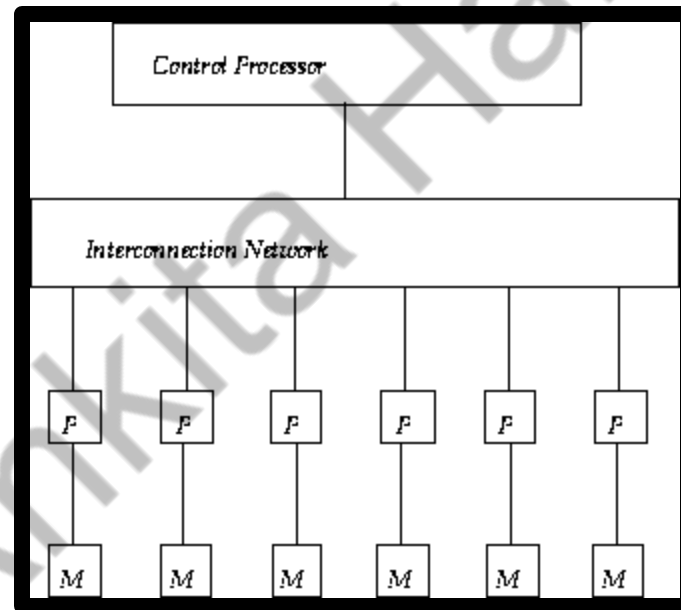 Control Processor
Interconnection Network
P P P P P P
M M M M M M